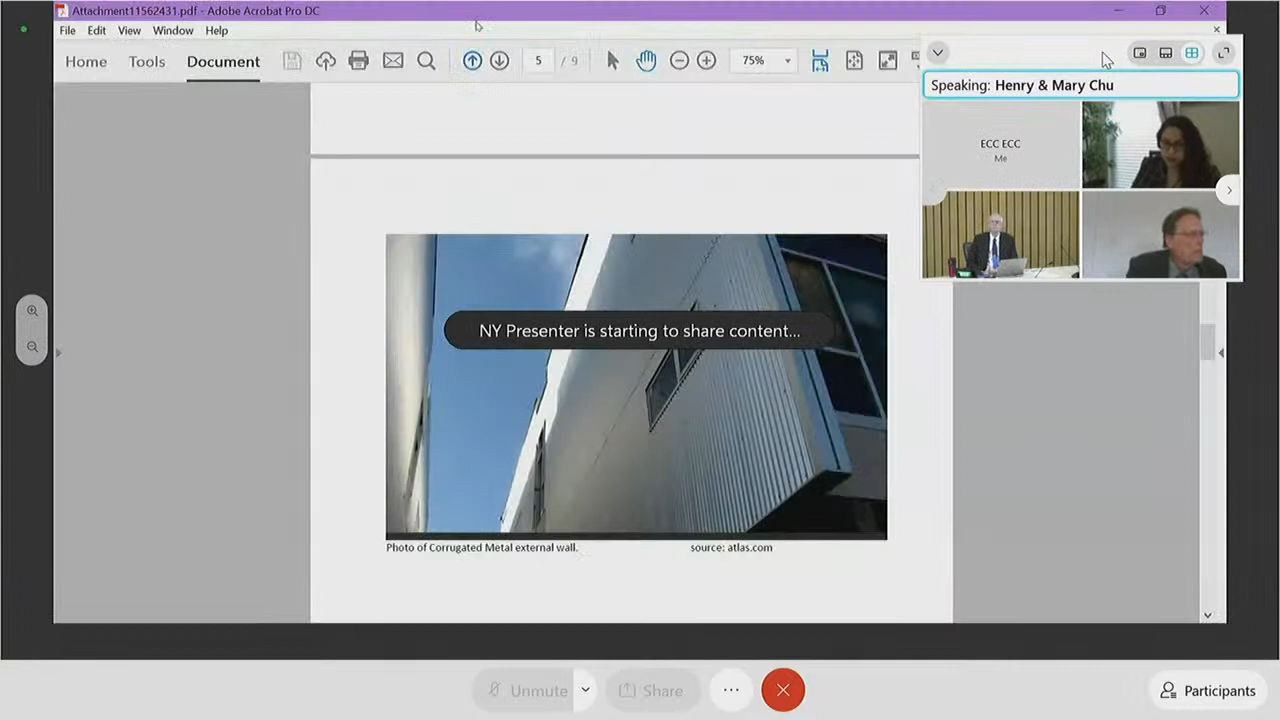 Attachment11562431.pdf - Adobe Acrobat Pro DC
File Edit View Window Help
Home Tools Document 5 / 9 75%
Speaking: Henry & Mary Chu
ECC ECC
Me
NY Presenter is starting to share content...
Photo of Corrugated Metal external wall. source: atlas.com
Unmute Share Participants